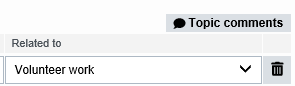 Topic comments
Related to
Volunteer work